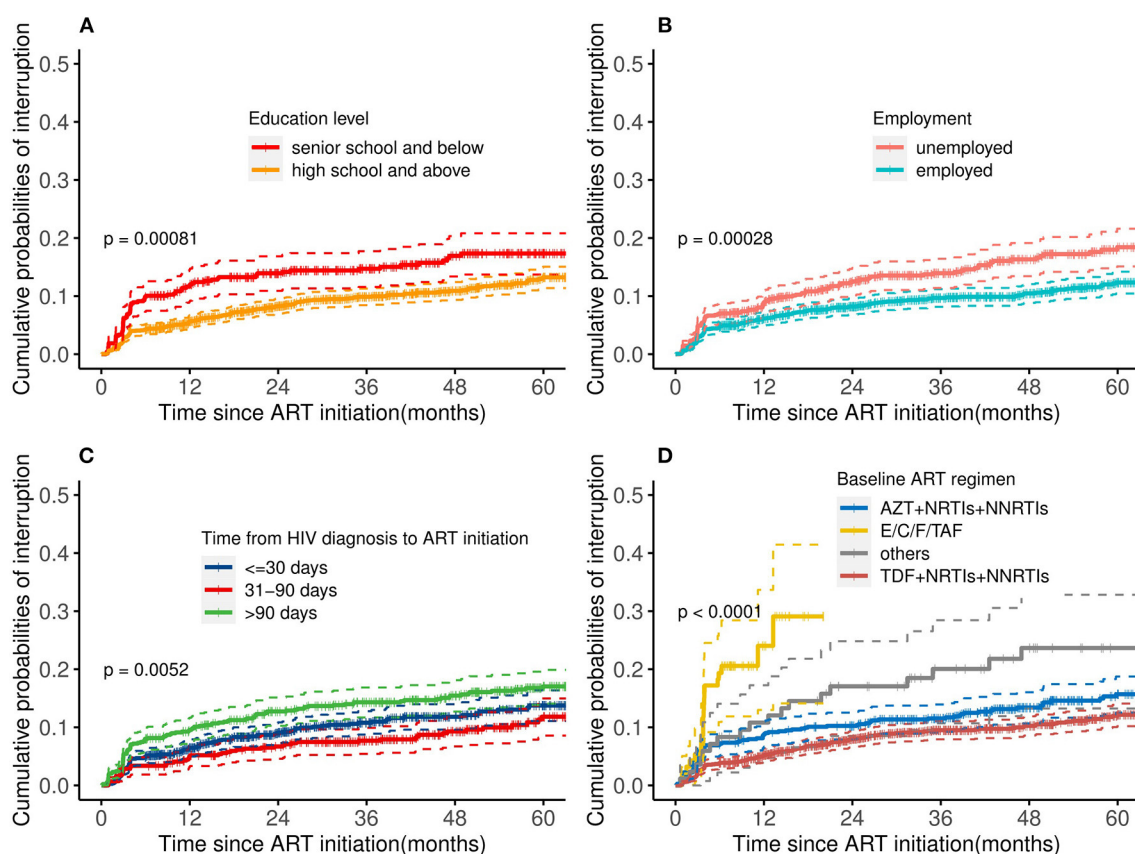 A
Cumulative probabilities of interruption
0.5
0.4
0.3
0.2
0.1
0.0
Education level
senior school and below
high school and above
p = 0.00081
0 12 24 36 48 60
Time since ART initiation(months)
B
Cumulative probabilities of interruption
0.5
0.4
0.3
0.2
0.1
0.0
Employment
unemployed
employed
p = 0.00028
0 12 24 36 48 60
Time since ART initiation(months)
C
Cumulative probabilities of interruption
0.5
0.4
0.3
0.2
0.1
0.0
Time from HIV diagnosis to ART initiation
<=30 days
31−90 days
>90 days
p = 0.0052
0 12 24 36 48 60
Time since ART initiation(months)
D
Cumulative probabilities of interruption
0.5
0.4
0.3
0.2
0.1
0.0
Baseline ART regimen
AZT+NRTIs+NNRTIs
E/C/F/TAF
others
TDF+NRTIs+NNRTIs
p < 0.0001
0 12 24 36 48 60
Time since ART initiation(months)